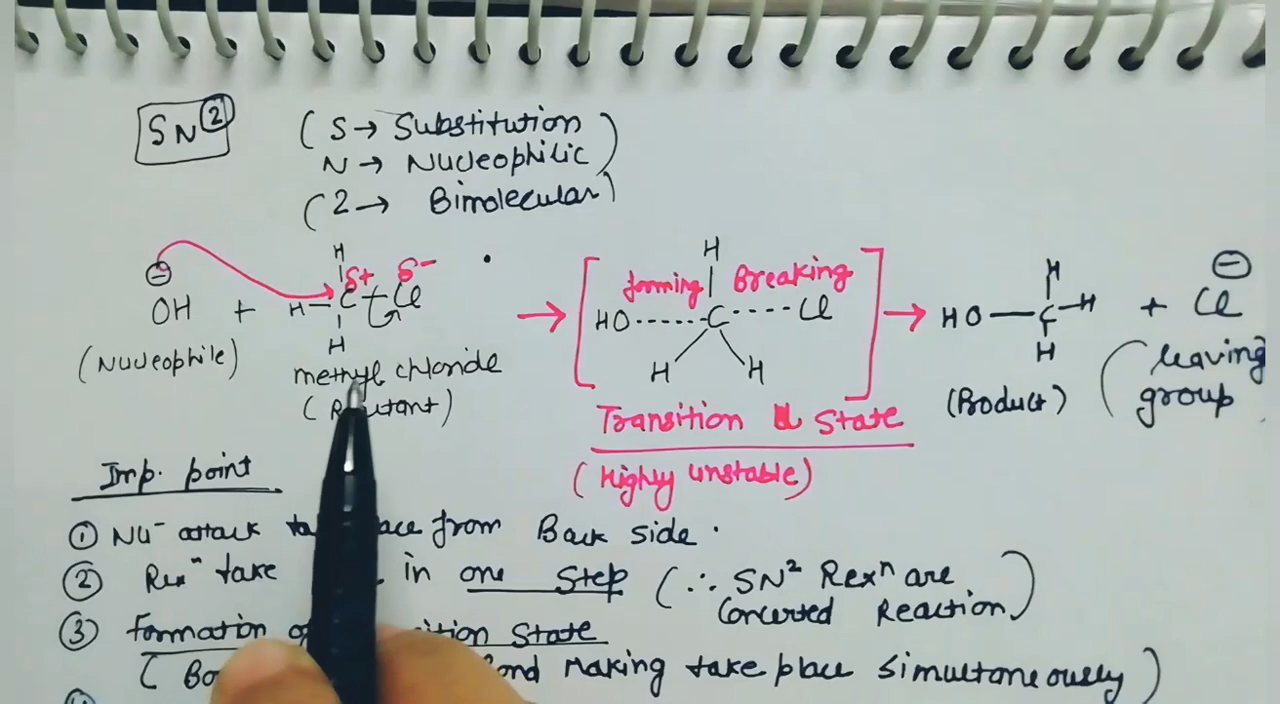 SN② (S → Substitution
N → Nucleophilic)
(2 → Bimolecular)
H H
⊖ δ+ δ- forming Breaking H ⊖
OH + H-C-Cl → [HO-----C-----Cl] → HO-C-H + Cl
H H H H
(Nucleophile) methyl chloride (leaving
Transition State (Product) group
(Highly unstable)
Imp. point
① Nu⁻ attack from Back side.
② Rexⁿ take in one Step (∴ SN² Rexⁿ are
Concerted Reaction)
③ formation State
( Bond Making take place simultaneously)